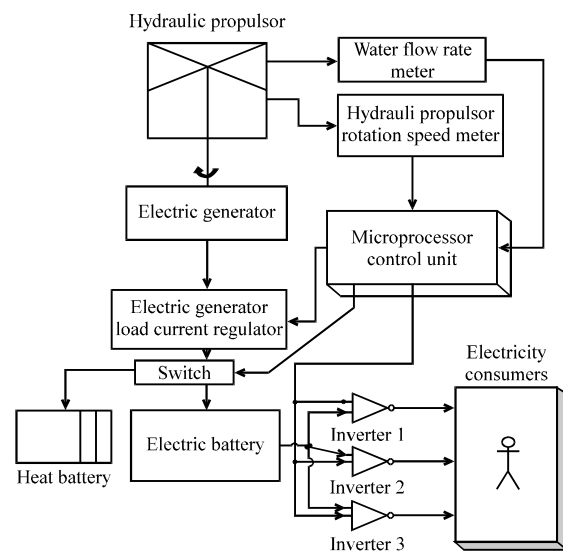 Hydraulic propulsor
Water flow rate
meter
Hydrauli propulsor
rotation speed meter
Electric generator
Microprocessor
control unit
Electric generator
load current regulator
Switch
Electricity
consumers
Heat battery
Electric battery
Inverter 1
Inverter 2
Inverter 3